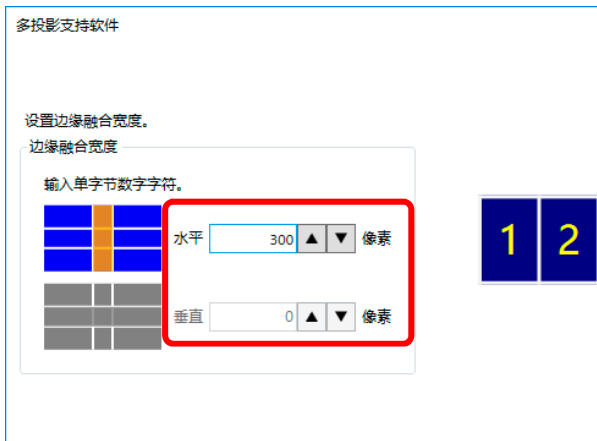 多投影支持软件
设置边缘融合宽度。
边缘融合宽度
输入单字节数字字符。
水平 300 ▲ ▼ 像素
垂直 0 ▲ ▼ 像素
1 2